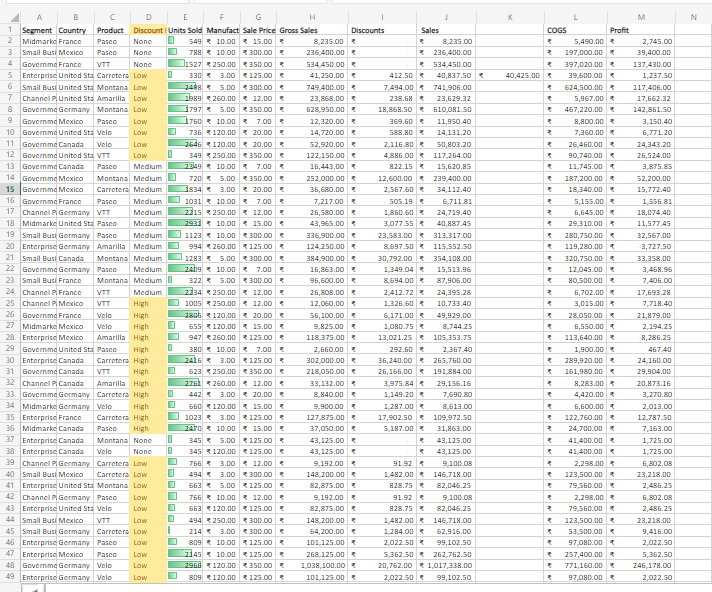 A B C D E F G H I J K L M N
1 Segment Country Product Discount Units Sold Manufact Sale Price Gross Sales Discounts Sales COGS Profit
2 Midmarke France Paseo None 549 ₹ 10.00 ₹ 15.00 ₹ 8,235.00 ₹ - ₹ 8,235.00 ₹ 5,490.00 ₹ 2,745.00
3 Small Busi Mexico Paseo None 788 ₹ 10.00 ₹ 300.00 ₹ 236,400.00 ₹ - ₹ 236,400.00 ₹ 197,000.00 ₹ 39,400.00
4 Governme France VTT None 1527 ₹ 250.00 ₹ 350.00 ₹ 534,450.00 ₹ - ₹ 534,450.00 ₹ 397,020.00 ₹ 137,430.00
5 Enterprise United Sta Carretera Low 330 ₹ 3.00 ₹ 125.00 ₹ 41,250.00 ₹ 412.50 ₹ 40,837.50 ₹ 40,425.00 ₹ 39,600.00 ₹ 1,237.50
6 Small Busi United Sta Montana Low 2498 ₹ 5.00 ₹ 300.00 ₹ 749,400.00 ₹ 7,494.00 ₹ 741,906.00 ₹ 624,500.00 ₹ 117,406.00
7 Channel P United Sta Amarilla Low 1989 ₹ 260.00 ₹ 12.00 ₹ 23,868.00 ₹ 238.68 ₹ 23,629.32 ₹ 5,967.00 ₹ 17,662.32
8 Governme Germany Montana Low 1797 ₹ 5.00 ₹ 350.00 ₹ 628,950.00 ₹ 18,868.50 ₹ 610,081.50 ₹ 467,220.00 ₹ 142,861.50
9 Governme Mexico Paseo Low 1760 ₹ 10.00 ₹ 7.00 ₹ 12,320.00 ₹ 369.60 ₹ 11,950.40 ₹ 8,800.00 ₹ 3,150.40
10 Governme United Sta Velo Low 736 ₹ 120.00 ₹ 20.00 ₹ 14,720.00 ₹ 588.80 ₹ 14,131.20 ₹ 7,360.00 ₹ 6,771.20
11 Governme Canada Velo Low 2646 ₹ 120.00 ₹ 20.00 ₹ 52,920.00 ₹ 2,116.80 ₹ 50,803.20 ₹ 26,460.00 ₹ 24,343.20
12 Governme United Sta VTT Low 349 ₹ 250.00 ₹ 350.00 ₹ 122,150.00 ₹ 4,886.00 ₹ 117,264.00 ₹ 90,740.00 ₹ 26,524.00
13 Governme Canada Paseo Medium 2349 ₹ 10.00 ₹ 7.00 ₹ 16,443.00 ₹ 822.15 ₹ 15,620.85 ₹ 11,745.00 ₹ 3,875.85
14 Governme Mexico Montana Medium 720 ₹ 5.00 ₹ 350.00 ₹ 252,000.00 ₹ 12,600.00 ₹ 239,400.00 ₹ 187,200.00 ₹ 52,200.00
15 Governme Mexico Carretera Medium 1834 ₹ 3.00 ₹ 20.00 ₹ 36,680.00 ₹ 2,567.60 ₹ 34,112.40 ₹ 18,340.00 ₹ 15,772.40
16 Governme France Paseo Medium 1031 ₹ 10.00 ₹ 7.00 ₹ 7,217.00 ₹ 505.19 ₹ 6,711.81 ₹ 5,155.00 ₹ 1,556.81
17 Channel P Germany VTT Medium 2215 ₹ 250.00 ₹ 12.00 ₹ 26,580.00 ₹ 1,860.60 ₹ 24,719.40 ₹ 6,645.00 ₹ 18,074.40
18 Midmarke United Sta Paseo Medium 2931 ₹ 10.00 ₹ 15.00 ₹ 43,965.00 ₹ 3,077.55 ₹ 40,887.45 ₹ 29,310.00 ₹ 11,577.45
19 Small Busi Germany Paseo Medium 1123 ₹ 10.00 ₹ 300.00 ₹ 336,900.00 ₹ 23,583.00 ₹ 313,317.00 ₹ 280,750.00 ₹ 32,567.00
20 Enterprise Germany Amarilla Medium 994 ₹ 260.00 ₹ 125.00 ₹ 124,250.00 ₹ 8,697.50 ₹ 115,552.50 ₹ 119,280.00 ₹ -3,727.50
21 Small Busi Canada Montana Medium 1283 ₹ 5.00 ₹ 300.00 ₹ 384,900.00 ₹ 30,792.00 ₹ 354,108.00 ₹ 320,750.00 ₹ 33,358.00
22 Governme Germany Paseo Medium 2409 ₹ 10.00 ₹ 7.00 ₹ 16,863.00 ₹ 1,349.04 ₹ 15,513.96 ₹ 12,045.00 ₹ 3,468.96
23 Small Busi France Montana Medium 322 ₹ 5.00 ₹ 300.00 ₹ 96,600.00 ₹ 8,694.00 ₹ 87,906.00 ₹ 80,500.00 ₹ 7,406.00
24 Channel P France VTT Medium 2234 ₹ 250.00 ₹ 12.00 ₹ 26,808.00 ₹ 2,412.72 ₹ 24,395.28 ₹ 6,702.00 ₹ 17,693.28
25 Channel P Mexico VTT High 1005 ₹ 250.00 ₹ 12.00 ₹ 12,060.00 ₹ 1,326.60 ₹ 10,733.40 ₹ 3,015.00 ₹ 7,718.40
26 Governme France Velo High 2805 ₹ 120.00 ₹ 20.00 ₹ 56,100.00 ₹ 6,171.00 ₹ 49,929.00 ₹ 28,050.00 ₹ 21,879.00
27 Midmarke Mexico Velo High 655 ₹ 120.00 ₹ 15.00 ₹ 9,825.00 ₹ 1,080.75 ₹ 8,744.25 ₹ 6,550.00 ₹ 2,194.25
28 Enterprise Mexico Amarilla High 947 ₹ 260.00 ₹ 125.00 ₹ 118,375.00 ₹ 13,021.25 ₹ 105,353.75 ₹ 113,640.00 ₹ -8,286.25
29 Governme United Sta Paseo High 380 ₹ 10.00 ₹ 7.00 ₹ 2,660.00 ₹ 292.60 ₹ 2,367.40 ₹ 1,900.00 ₹ 467.40
30 Enterprise Canada Carretera High 2416 ₹ 3.00 ₹ 125.00 ₹ 302,000.00 ₹ 36,240.00 ₹ 265,760.00 ₹ 289,920.00 ₹ -24,160.00
31 Governme Canada VTT High 623 ₹ 250.00 ₹ 350.00 ₹ 218,050.00 ₹ 26,166.00 ₹ 191,884.00 ₹ 161,980.00 ₹ 29,904.00
32 Channel P Canada Amarilla High 2761 ₹ 260.00 ₹ 12.00 ₹ 33,132.00 ₹ 3,975.84 ₹ 29,156.16 ₹ 8,283.00 ₹ 20,873.16
33 Governme Germany Carretera High 442 ₹ 3.00 ₹ 20.00 ₹ 8,840.00 ₹ 1,149.20 ₹ 7,690.80 ₹ 4,420.00 ₹ 3,270.80
34 Midmarke Germany Velo High 660 ₹ 120.00 ₹ 15.00 ₹ 9,900.00 ₹ 1,287.00 ₹ 8,613.00 ₹ 6,600.00 ₹ 2,013.00
35 Enterprise France Carretera High 1023 ₹ 3.00 ₹ 125.00 ₹ 127,875.00 ₹ 17,902.50 ₹ 109,972.50 ₹ 122,760.00 ₹ -12,787.50
36 Midmarke Canada Paseo High 2470 ₹ 10.00 ₹ 15.00 ₹ 37,050.00 ₹ 5,187.00 ₹ 31,863.00 ₹ 24,700.00 ₹ 7,163.00
37 Enterprise Canada Montana None 345 ₹ 5.00 ₹ 125.00 ₹ 43,125.00 ₹ - ₹ 43,125.00 ₹ 41,400.00 ₹ 1,725.00
38 Enterprise Canada Velo None 345 ₹ 120.00 ₹ 125.00 ₹ 43,125.00 ₹ - ₹ 43,125.00 ₹ 41,400.00 ₹ 1,725.00
39 Channel P Germany Carretera Low 766 ₹ 3.00 ₹ 12.00 ₹ 9,192.00 ₹ 91.92 ₹ 9,100.08 ₹ 2,298.00 ₹ 6,802.08
40 Small Busi Mexico Carretera Low 494 ₹ 3.00 ₹ 300.00 ₹ 148,200.00 ₹ 1,482.00 ₹ 146,718.00 ₹ 123,500.00 ₹ 23,218.00
41 Enterprise United Sta Montana Low 663 ₹ 5.00 ₹ 125.00 ₹ 82,875.00 ₹ 828.75 ₹ 82,046.25 ₹ 79,560.00 ₹ 2,486.25
42 Channel P Germany Paseo Low 766 ₹ 10.00 ₹ 12.00 ₹ 9,192.00 ₹ 91.92 ₹ 9,100.08 ₹ 2,298.00 ₹ 6,802.08
43 Enterprise United Sta Velo Low 663 ₹ 120.00 ₹ 125.00 ₹ 82,875.00 ₹ 828.75 ₹ 82,046.25 ₹ 79,560.00 ₹ 2,486.25
44 Small Busi Mexico VTT Low 494 ₹ 250.00 ₹ 300.00 ₹ 148,200.00 ₹ 1,482.00 ₹ 146,718.00 ₹ 123,500.00 ₹ 23,218.00
45 Small Busi Germany Carretera Low 214 ₹ 3.00 ₹ 300.00 ₹ 64,200.00 ₹ 1,284.00 ₹ 62,916.00 ₹ 53,500.00 ₹ 9,416.00
46 Enterprise Germany Paseo Low 809 ₹ 10.00 ₹ 125.00 ₹ 101,125.00 ₹ 2,022.50 ₹ 99,102.50 ₹ 97,080.00 ₹ 2,022.50
47 Enterprise Mexico Paseo Low 2145 ₹ 10.00 ₹ 125.00 ₹ 268,125.00 ₹ 5,362.50 ₹ 262,762.50 ₹ 257,400.00 ₹ 5,362.50
48 Governme Germany Velo Low 2966 ₹ 120.00 ₹ 350.00 ₹ 1,038,100.00 ₹ 20,762.00 ₹ 1,017,338.00 ₹ 771,160.00 ₹ 246,178.00
49 Enterprise Germany Velo Low 809 ₹ 120.00 ₹ 125.00 ₹ 101,125.00 ₹ 2,022.50 ₹ 99,102.50 ₹ 97,080.00 ₹ 2,022.50